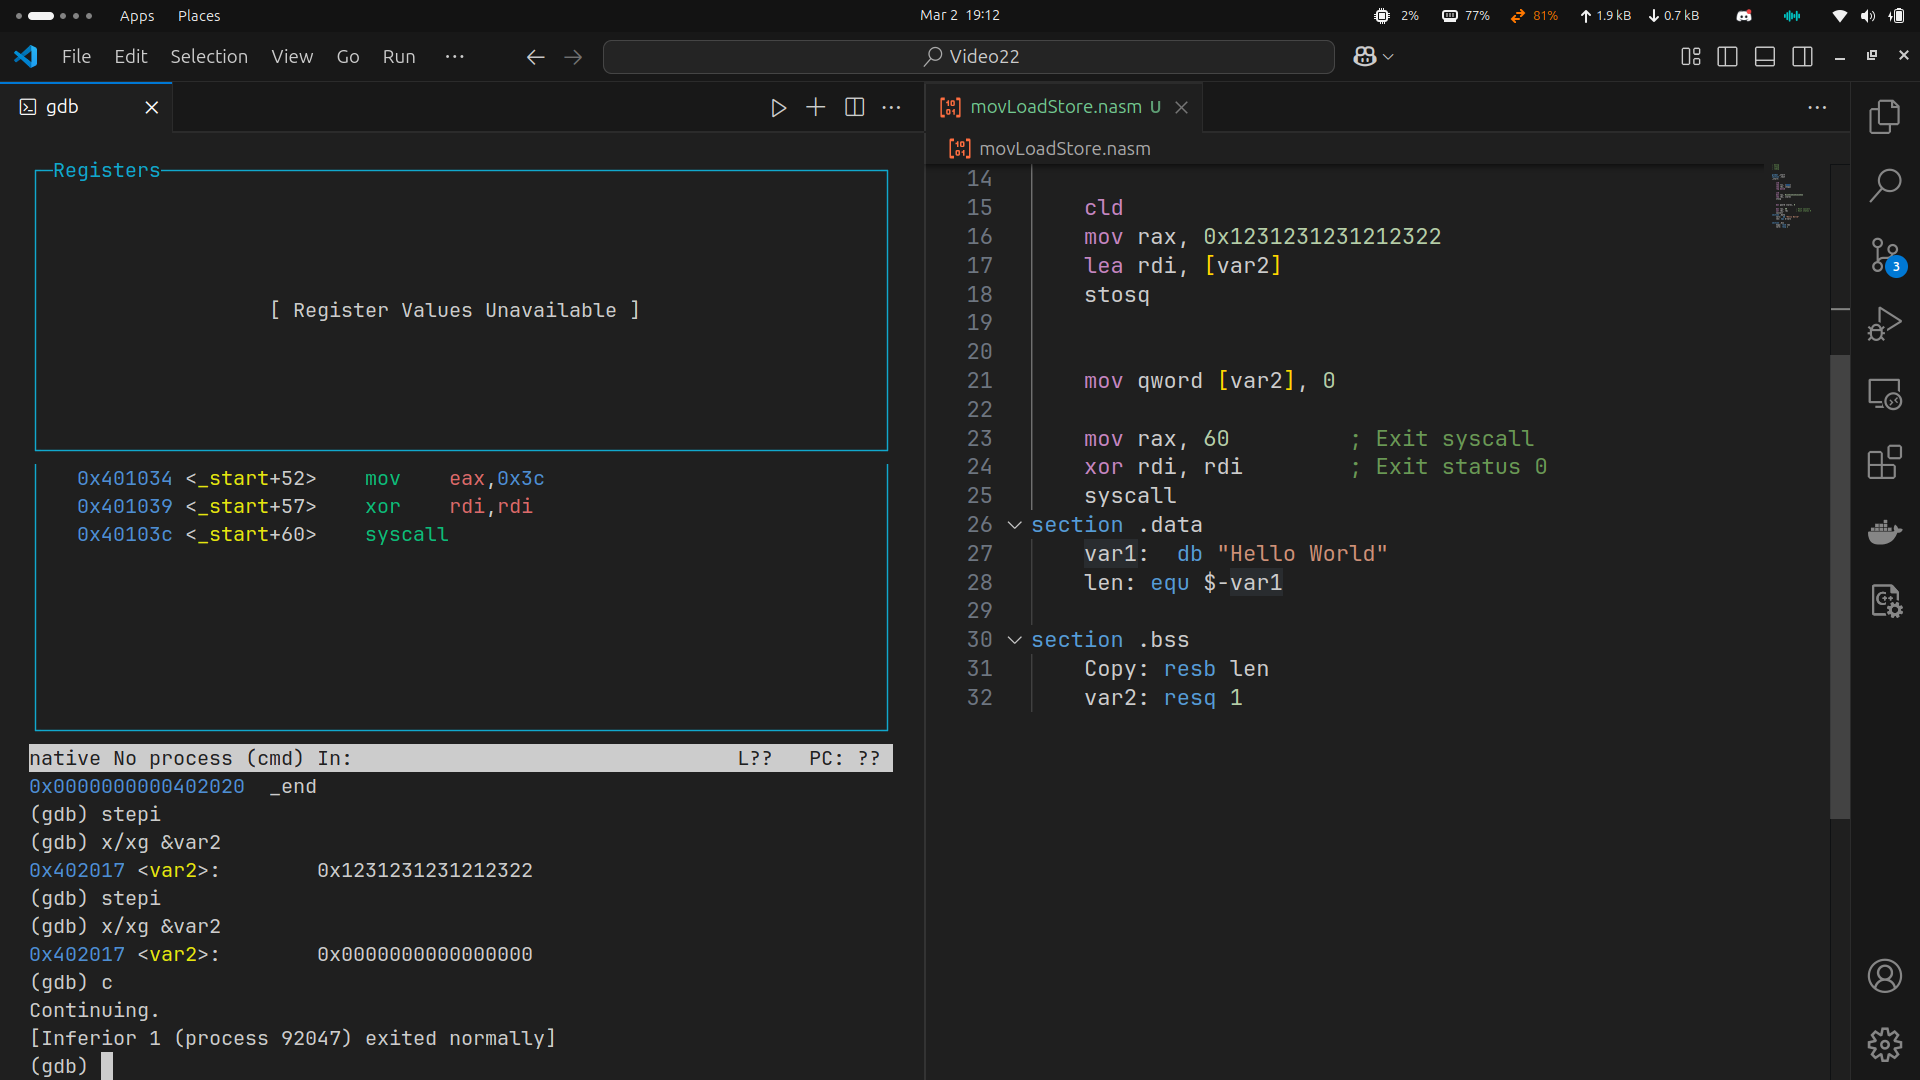 Apps Places Mar 2 19:12 2% 77% 81% 1.9 kB 0.7 kB
File Edit Selection View Go Run ··· Video22
gdb
movLoadStore.nasm U
movLoadStore.nasm
Registers
[ Register Values Unavailable ]
0x401034 <_start+52> mov eax,0x3c
0x401039 <_start+57> xor rdi,rdi
0x40103c <_start+60> syscall
native No process (cmd) In: L?? PC: ??
0x0000000000402020 _end
(gdb) stepi
(gdb) x/xg &var2
0x402017 <var2>: 0x1231231231212322
(gdb) stepi
(gdb) x/xg &var2
0x402017 <var2>: 0x0000000000000000
(gdb) c
Continuing.
[Inferior 1 (process 92047) exited normally]
(gdb)
14
15 cld
16 mov rax, 0x1231231231212322
17 lea rdi, [var2]
18 stosq
19
20
21 mov qword [var2], 0
22
23 mov rax, 60 ; Exit syscall
24 xor rdi, rdi ; Exit status 0
25 syscall
26 section .data
27 var1: db "Hello World"
28 len: equ $-var1
29
30 section .bss
31 Copy: resb len
32 var2: resq 1
3